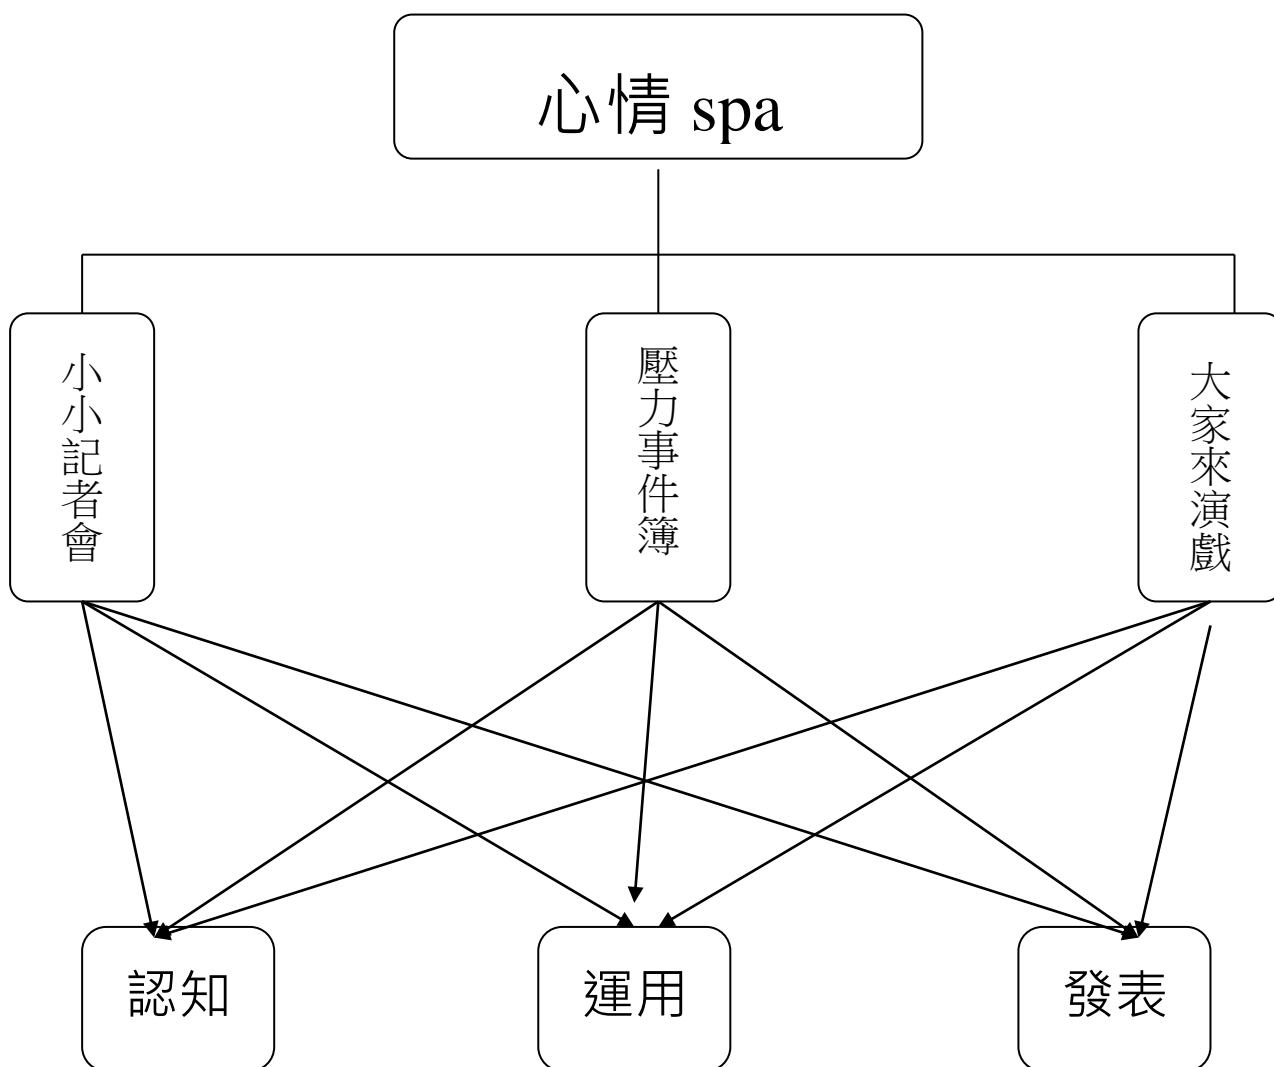 心情 spa
小小記者會
壓力事件簿
大家來演戲
認知
運用
發表